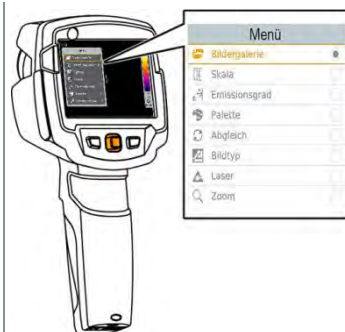 Menü
Bildergalerie
Skala
Emissionsgrad
Palette
Abgleich
Bildtyp
Laser
Zoom